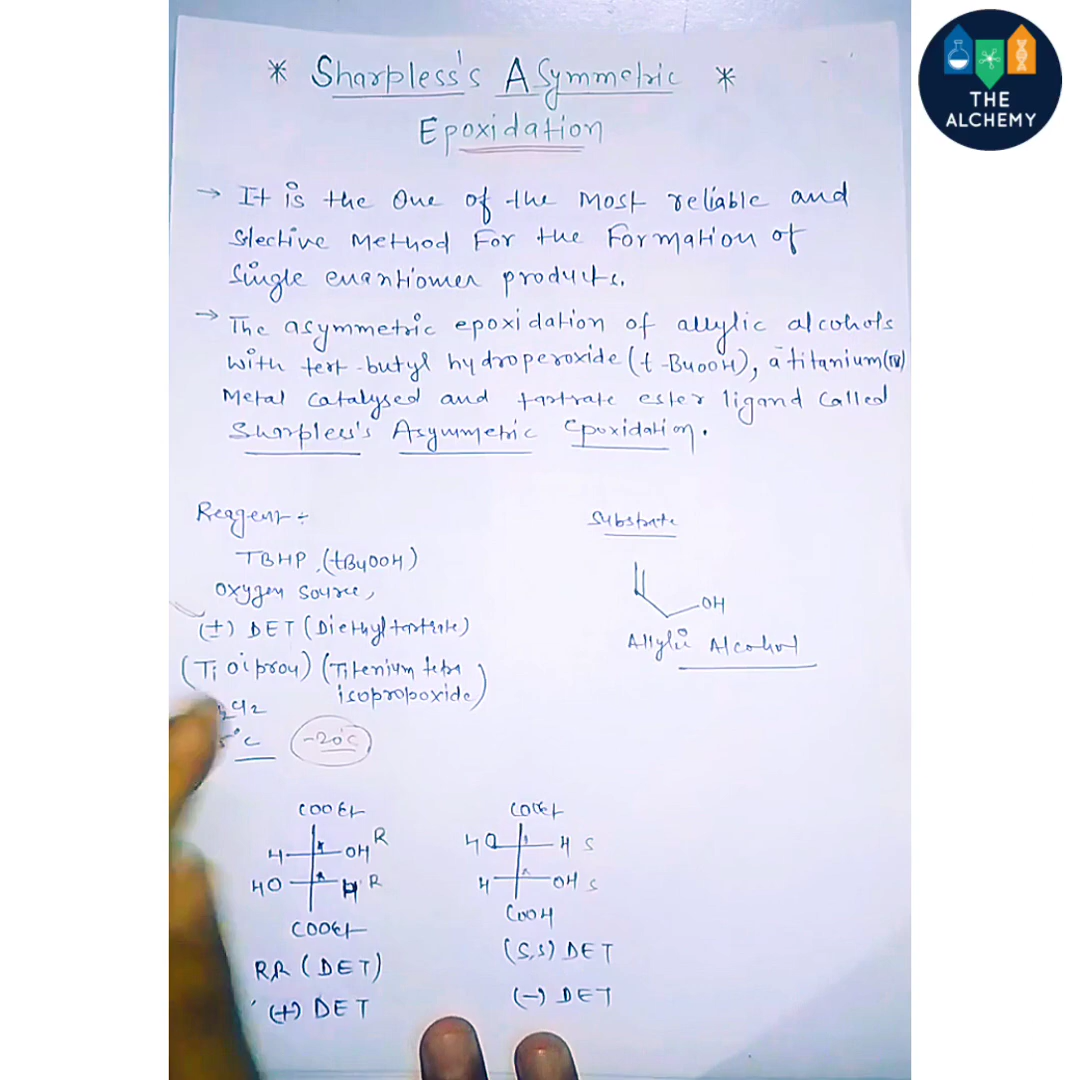 * Sharpless's Asymmetric *
Epoxidation
→ It is the One of the Most reliable and
Slective Method For the Formation of
Single enantiomer products.
→ The asymmetric epoxidation of allylic alcohols
With tert-butyl hydroperoxide (t-BuOOH), a titanium(IV)
Metal catalysed and tartrate ester ligand Called
Sharpless's Asymmetric Epoxidation.
Reagent :-
TBHP, (tBuOOH)
Oxygen Source,
(±) DET (Diethyl tartrate)
(Ti Oiprou) (Titenium tetra
isopropoxide)
°C -20°C
Substrate
OH
Allylic Alcohol
COOEt
H OH R
HO H R
COOEt
RR (DET)
(+) DET
COOEt
HO H S
H OH S
COOH
(S,S) DET
(-) DET
THE
ALCHEMY